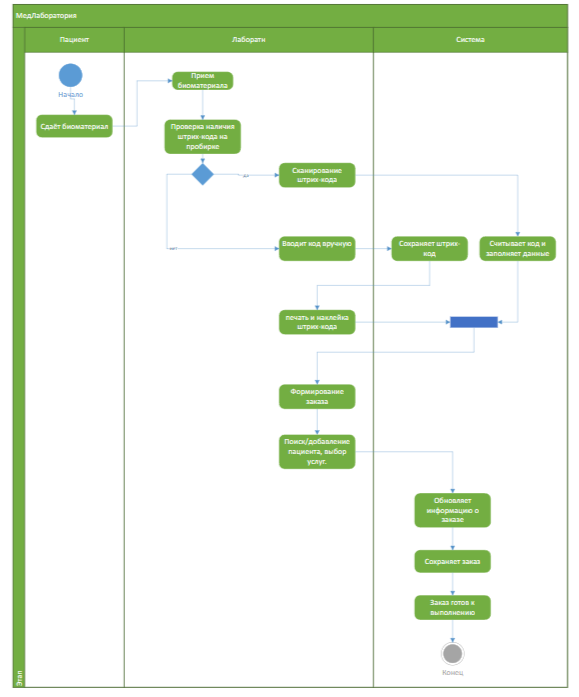 МедЛаборатория
Пациент
Лаборатн
Система
Начало
Сдаёт биоматериал
Прием
биоматериала
Проверка наличия
штрих-кода на
пробирке
да
Сканирование
штрих-кода
нет
Вводит код вручную
Сохраняет штрих-
код
Считывает код и
заполняет данные
печать и наклейка
штрих-кода
Формирование
заказа
Поиск/добавление
пациента, выбор
услуг.
Обновляет
информацию о
заказе
Сохраняет заказ
Заказ готов к
выполнению
Конец
Этап